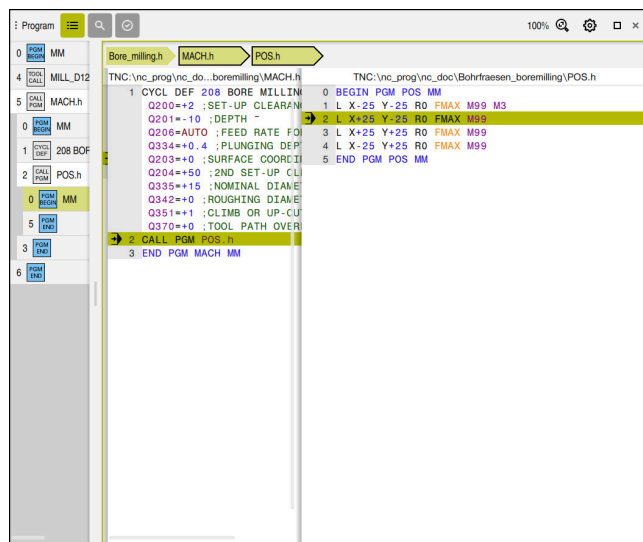 Program
100%
0 PGM BEGIN MM
4 TOOL CALL MILL_D12
5 CALL PGM MACH.h
0 PGM BEGIN MM
1 CYCL DEF 208 BOR
2 CALL PGM POS.h
0 PGM BEGIN MM
5 PGM END
3 PGM END
6 PGM END
Bore_milling.h MACH.h POS.h
TNC:\nc_prog\nc_do...boremilling\MACH.h
1 CYCL DEF 208 BORE MILLING
Q200=+2 ;SET-UP CLEARANC
Q201=-10 ;DEPTH ~
Q206=AUTO ;FEED RATE FO
Q334=+0.4 ;PLUNGING DEP
Q203=+0 ;SURFACE COORDI
Q204=+50 ;2ND SET-UP CL
Q335=+15 ;NOMINAL DIAME
Q342=+0 ;ROUGHING DIAME
Q351=+1 ;CLIMB OR UP-CU
Q370=+0 ;TOOL PATH OVER
2 CALL PGM POS.h
3 END PGM MACH MM
TNC:\nc_prog\nc_doc\Bohrfraesen_boremilling\POS.h
0 BEGIN PGM POS MM
1 L X-25 Y-25 R0 FMAX M99 M3
2 L X+25 Y-25 R0 FMAX M99
3 L X+25 Y+25 R0 FMAX M99
4 L X-25 Y+25 R0 FMAX M99
5 END PGM POS MM